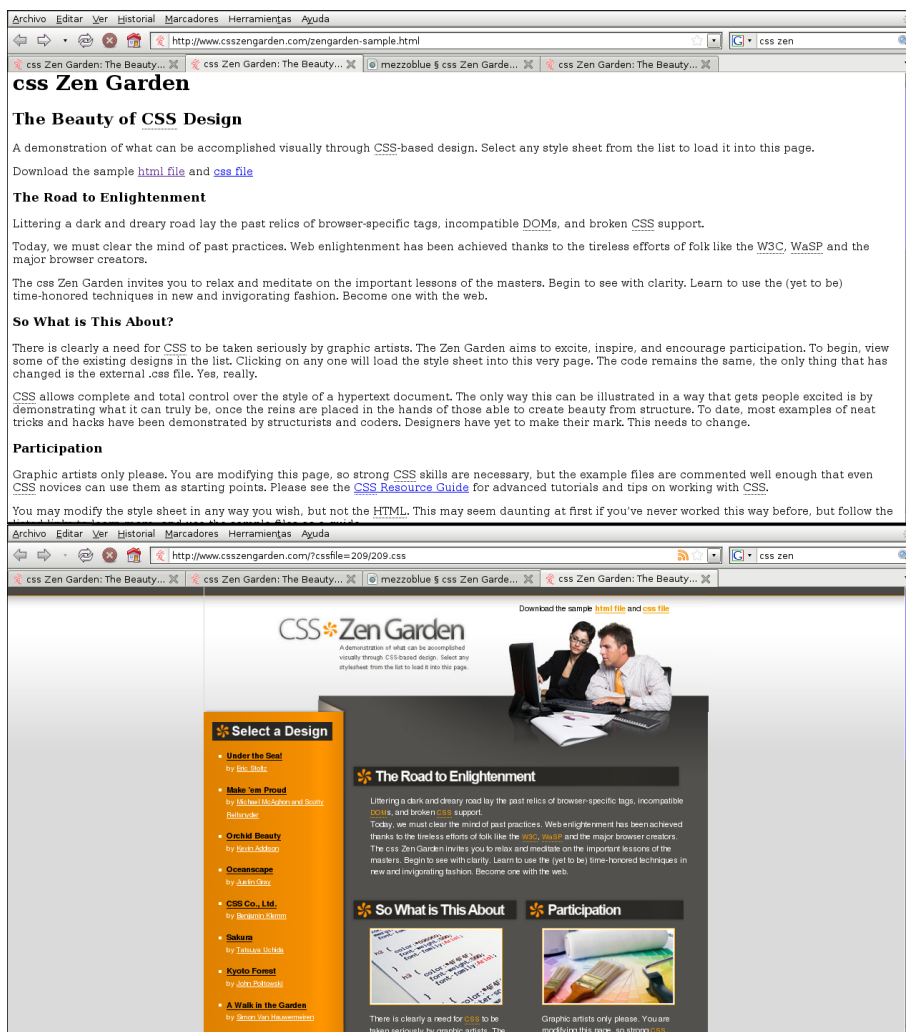 Archivo Editar Ver Historial Marcadores Herramientas Ayuda
http://www.csszengarden.com/zengarden-sample.html
G css zen
css Zen Garden: The Beauty... css Zen Garden: The Beauty... mezzoblue § css Zen Garde... css Zen Garden: The Beauty...
css Zen Garden
The Beauty of CSS Design
A demonstration of what can be accomplished visually through CSS-based design. Select any style sheet from the list to load it into this page.
Download the sample html file and css file
The Road to Enlightenment
Littering a dark and dreary road lay the past relics of browser-specific tags, incompatible DOMs, and broken CSS support.
Today, we must clear the mind of past practices. Web enlightenment has been achieved thanks to the tireless efforts of folk like the W3C, WaSP and the
major browser creators.
The css Zen Garden invites you to relax and meditate on the important lessons of the masters. Begin to see with clarity. Learn to use the (yet to be)
time-honored techniques in new and invigorating fashion. Become one with the web.
So What is This About?
There is clearly a need for CSS to be taken seriously by graphic artists. The Zen Garden aims to excite, inspire, and encourage participation. To begin, view
some of the existing designs in the list. Clicking on any one will load the style sheet into this very page. The code remains the same, the only thing that has
changed is the external .css file. Yes, really.
CSS allows complete and total control over the style of a hypertext document. The only way this can be illustrated in a way that gets people excited is by
demonstrating what it can truly be, once the reins are placed in the hands of those able to create beauty from structure. To date, most examples of neat
tricks and hacks have been demonstrated by structurists and coders. Designers have yet to make their mark. This needs to change.
Participation
Graphic artists only please. You are modifying this page, so strong CSS skills are necessary, but the example files are commented well enough that even
CSS novices can use them as starting points. Please see the CSS Resource Guide for advanced tutorials and tips on working with CSS.
You may modify the style sheet in any way you wish, but not the HTML. This may seem daunting at first if you've never worked this way before, but follow the
Archivo Editar Ver Historial Marcadores Herramientas Ayuda
http://www.csszengarden.com/?cssfile=209/209.css
G css zen
css Zen Garden: The Beauty... css Zen Garden: The Beauty... mezzoblue § css Zen Garde... css Zen Garden: The Beauty...
Download the sample html file and css file
CSS Zen Garden
A demonstration of what can be accomplished
visually through CSS-based design. Select any
stylesheet from the list to load it into this page.
Select a Design
Under the Sea!
by Eric Stoltz
Make 'em Proud
by Michael McAghon and Scotty
Reifsnyder
Orchid Beauty
by Kevin Addison
Oceanscape
by Justin Gray
CSS Co., Ltd.
by Benjamin Klemm
Sakura
by Tatsuya Uchida
Kyoto Forest
by John Politowski
A Walk in the Garden
by Simon Van Hauwermeiren
The Road to Enlightenment
Littering a dark and dreary road lay the past relics of browser-specific tags, incompatible
DOMs, and broken CSS support.
Today, we must clear the mind of past practices. Web enlightenment has been achieved
thanks to the tireless efforts of folk like the W3C, WaSP and the major browser creators.
The css Zen Garden invites you to relax and meditate on the important lessons of the
masters. Begin to see with clarity. Learn to use the (yet to be) time-honored techniques in
new and invigorating fashion. Become one with the web.
So What is This About
There is clearly a need for CSS to be
taken seriously by graphic artists. The
Participation
Graphic artists only please. You are
modifying this page, so strong CSS